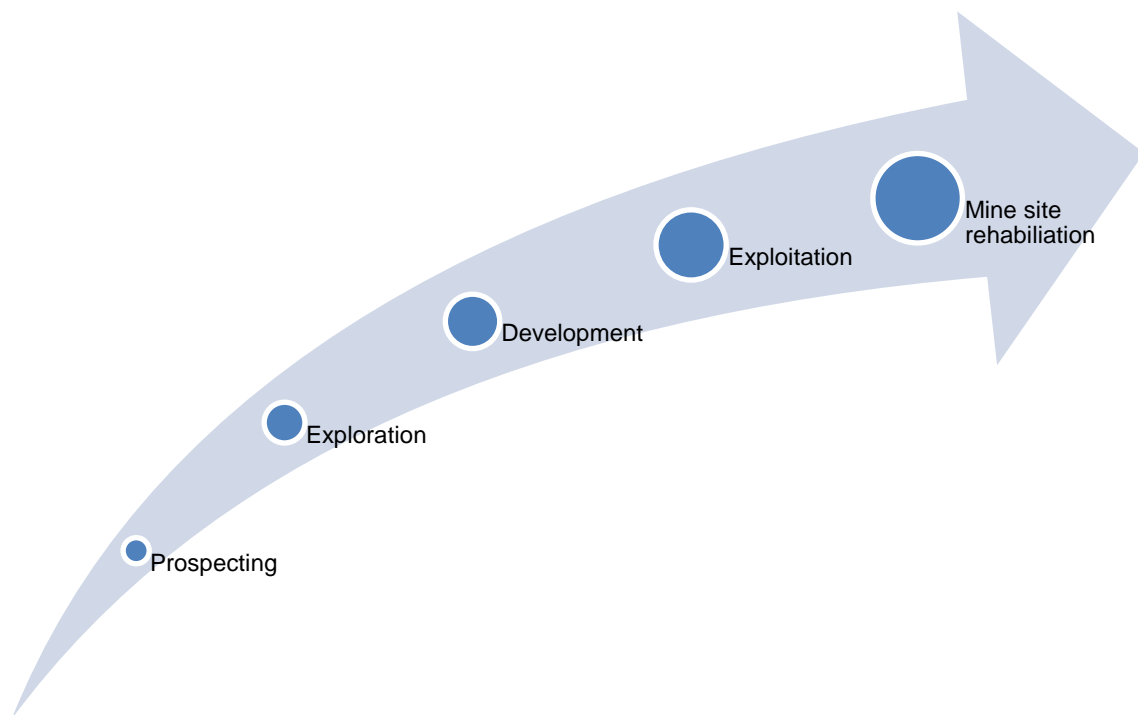 Mine site
rehabiliation
Exploitation
Development
Exploration
Prospecting